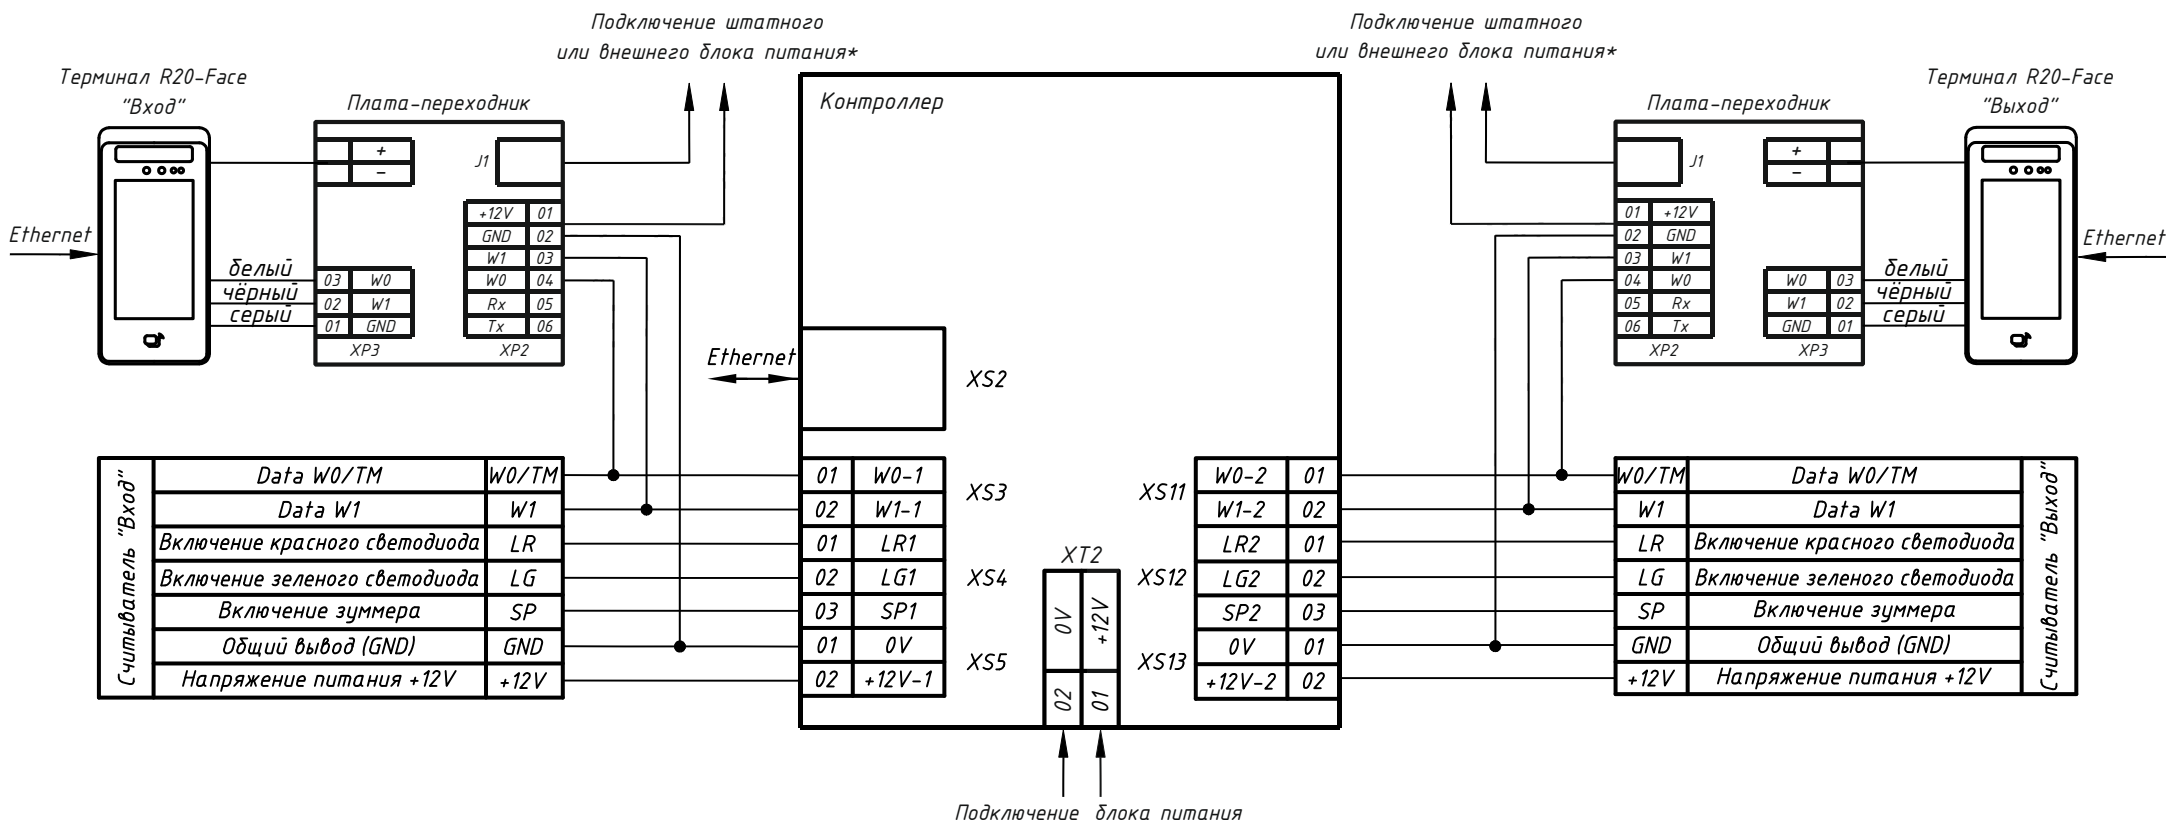 Подключение штатного
или внешнего блока питания*
Подключение штатного
или внешнего блока питания*
Терминал R20-Face
"Вход"
Плата-переходник
Контроллер
Плата-переходник
Терминал R20-Face
"Выход"
+
-
J1
+12V 01
GND 02
W1 03
W0 04
Rx 05
Tx 06
XP2
Ethernet
белый
чёрный
серый
03 W0
02 W1
01 GND
XP3
J1
+
-
01 +12V
02 GND
03 W1
04 W0
05 Rx
06 Tx
XP2
W0 03
W1 02
GND 01
XP3
белый
чёрный
серый
Ethernet
Ethernet
XS2
Считыватель "Вход"
Data W0/TM W0/TM
Data W1 W1
Включение красного светодиода LR
Включение зеленого светодиода LG
Включение зуммера SP
Общий вывод (GND) GND
Напряжение питания +12V +12V
01 W0-1
02 W1-1
XS3
01 LR1
02 LG1
03 SP1
XS4
01 0V
02 +12V-1
XS5
XT2
0V +12V
02 01
XS11
W0-2 01
W1-2 02
XS12
LR2 01
LG2 02
SP2 03
XS13
0V 01
+12V-2 02
W0/TM Data W0/TM
W1 Data W1
LR Включение красного светодиода
LG Включение зеленого светодиода
SP Включение зуммера
GND Общий вывод (GND)
+12V Напряжение питания +12V
Считыватель "Выход"
Подключение блока питания